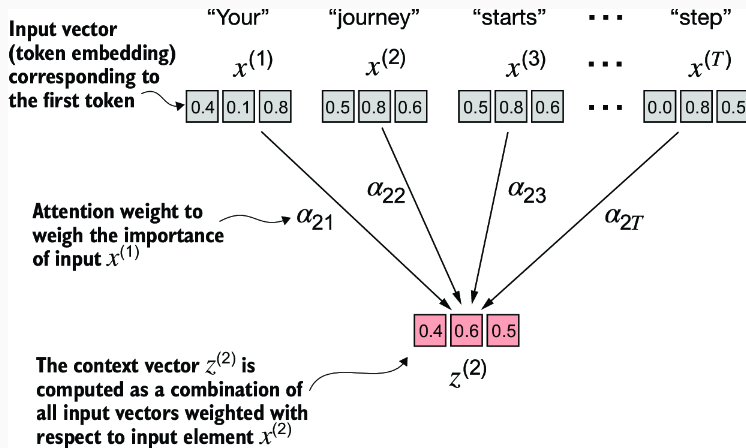 “Your” “journey” “starts” ... “step”
Input vector
(token embedding)
corresponding to
the first token
x(1) x(2) x(3) ... x(T)
0.4 0.1 0.8 0.5 0.8 0.6 0.5 0.8 0.6 ... 0.0 0.8 0.5
Attention weight to
weigh the importance
of input x(1)
α21 α22 α23 α2T
0.4 0.6 0.5
z(2)
The context vector z(2) is
computed as a combination of
all input vectors weighted with
respect to input element x(2)